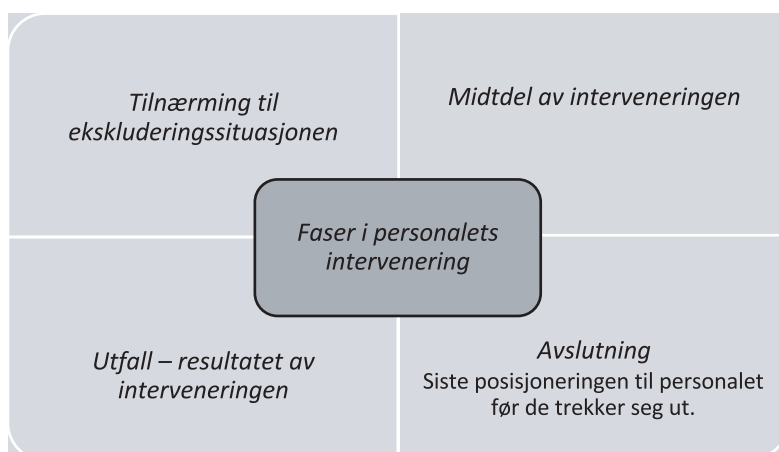 Tilnærming til
ekskluderingssituasjonen
Midtdel av interveneringen
Faser i personalets
intervenering
Utfall – resultatet av
interveneringen
Avslutning
Siste posisjoneringen til personalet
før de trekker seg ut.